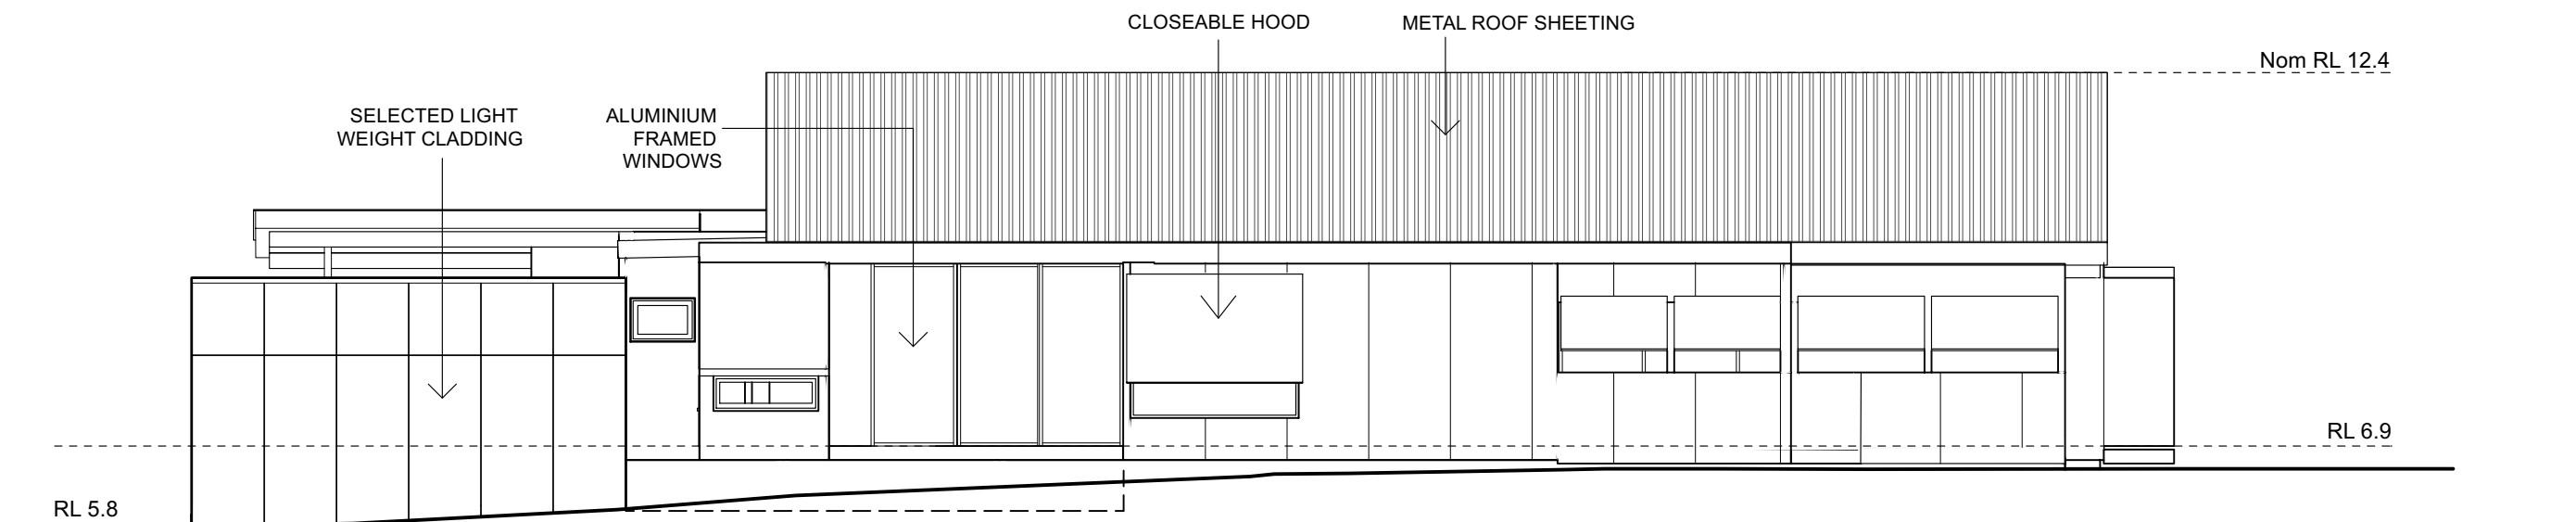 CLOSEABLE HOOD
METAL ROOF SHEETING
Nom RL 12.4
SELECTED LIGHT
WEIGHT CLADDING
ALUMINIUM
FRAMED
WINDOWS
RL 6.9
RL 5.8